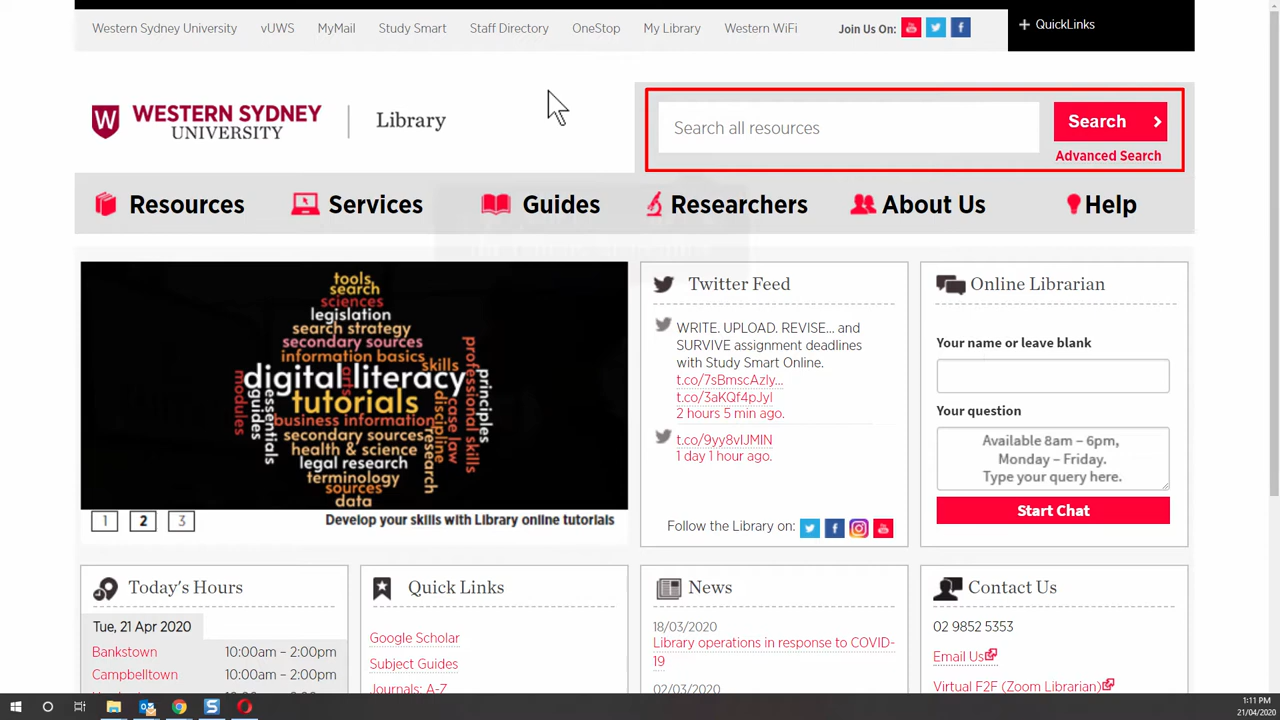 Western Sydney University vUWS MyMail Study Smart Staff Directory OneStop My Library Western WiFi Join Us On: QuickLinks
WESTERN SYDNEY
UNIVERSITY
Library
Search all resources
Search
Advanced Search
Resources Services Guides Researchers About Us Help
tools
search
sciences
legislation
search strategy
secondary sources
information basics
skills
digital literacy
arts
tutorials
business information
secondary sources
health & science
legal research
terminology
sources
data
modules
guides
essentials
discipline
research
case law
professional skills
principles
1 2 3
Develop your skills with Library online tutorials
Twitter Feed
WRITE. UPLOAD. REVISE... and
SURVIVE assignment deadlines
with Study Smart Online.
t.co/7sBmscAzIy...
t.co/3aKQf4pJyI
2 hours 5 min ago.
t.co/9yy8vIJMIN
1 day 1 hour ago.
Follow the Library on:
Online Librarian
Your name or leave blank
Your question
Available 8am – 6pm,
Monday – Friday.
Type your query here.
Start Chat
Today's Hours
Tue, 21 Apr 2020
Bankstown 10:00am – 2:00pm
Campbelltown 10:00am – 2:00pm
Quick Links
Google Scholar
Subject Guides
Journals: A-Z
News
18/03/2020
Library operations in response to COVID-
19
02/03/2020
Contact Us
02 9852 5353
Email Us
Virtual F2F (Zoom Librarian)
1:11 PM
21/04/2020